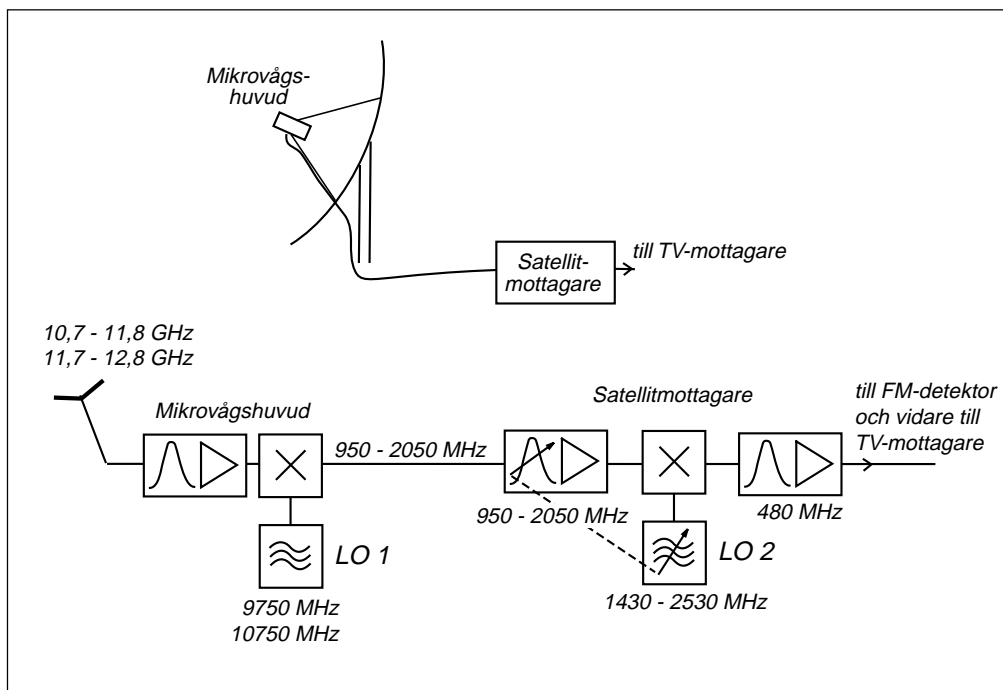 Mikrovågs-
huvud
till TV-mottagare
Satellit-
mottagare
10,7 - 11,8 GHz
11,7 - 12,8 GHz
Mikrovågshuvud
Satellitmottagare
till FM-detektor
och vidare till
TV-mottagare
950 - 2050 MHz
950 - 2050 MHz
480 MHz
LO 1
LO 2
9750 MHz
10750 MHz
1430 - 2530 MHz